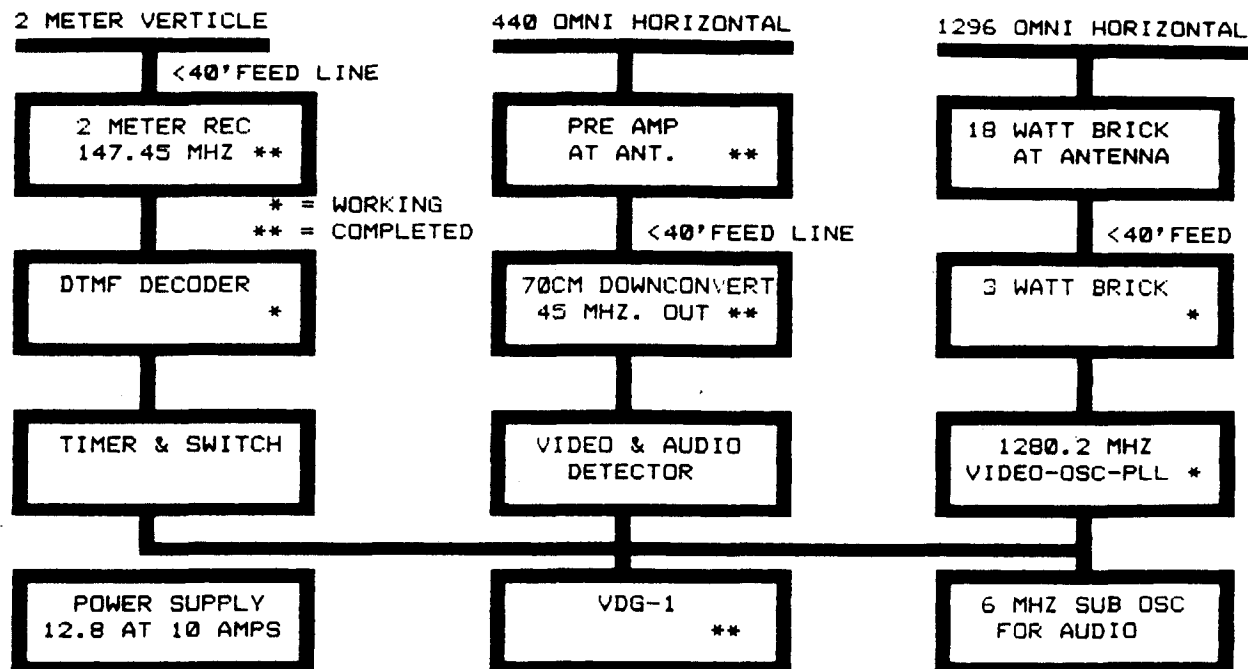 2 METER VERTICLE
<40'FEED LINE
2 METER REC
147.45 MHZ **
* = WORKING
** = COMPLETED
DTMF DECODER
*
TIMER & SWITCH
POWER SUPPLY
12.8 AT 10 AMPS
440 OMNI HORIZONTAL
PRE AMP
AT ANT. **
<40'FEED LINE
70CM DOWNCONVERT
45 MHZ. OUT **
VIDEO & AUDIO
DETECTOR
VDG-1
**
1296 OMNI HORIZONTAL
18 WATT BRICK
AT ANTENNA
<40'FEED
3 WATT BRICK
*
1280.2 MHZ
VIDEO-OSC-PLL *
6 MHZ SUB OSC
FOR AUDIO